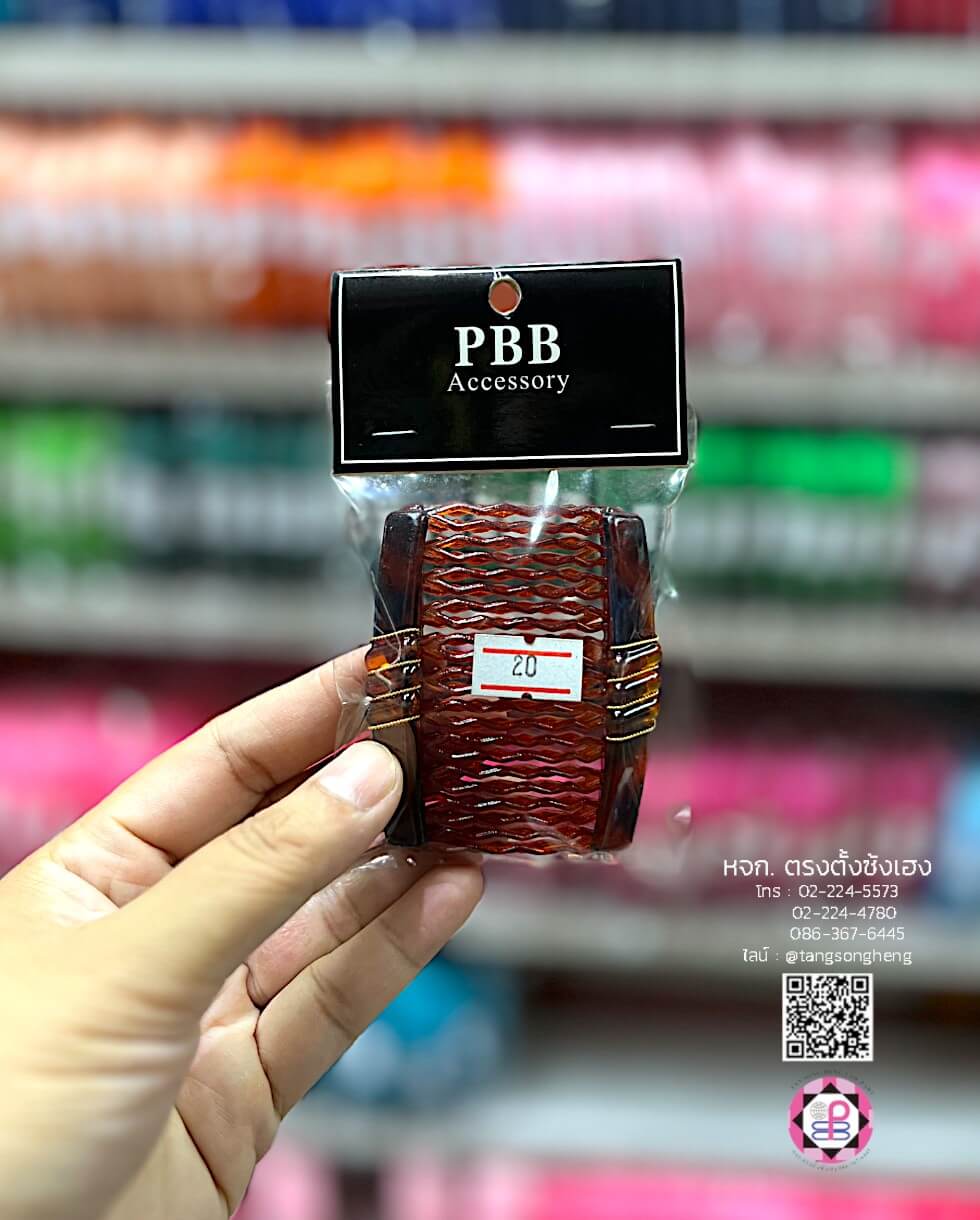 PBB
Accessory
20
หจก. ตรงตั้งซ้งเฮง
โทร : 02-224-5573
02-224-4780
086-367-6445
ไลน์ : @tangsongheng